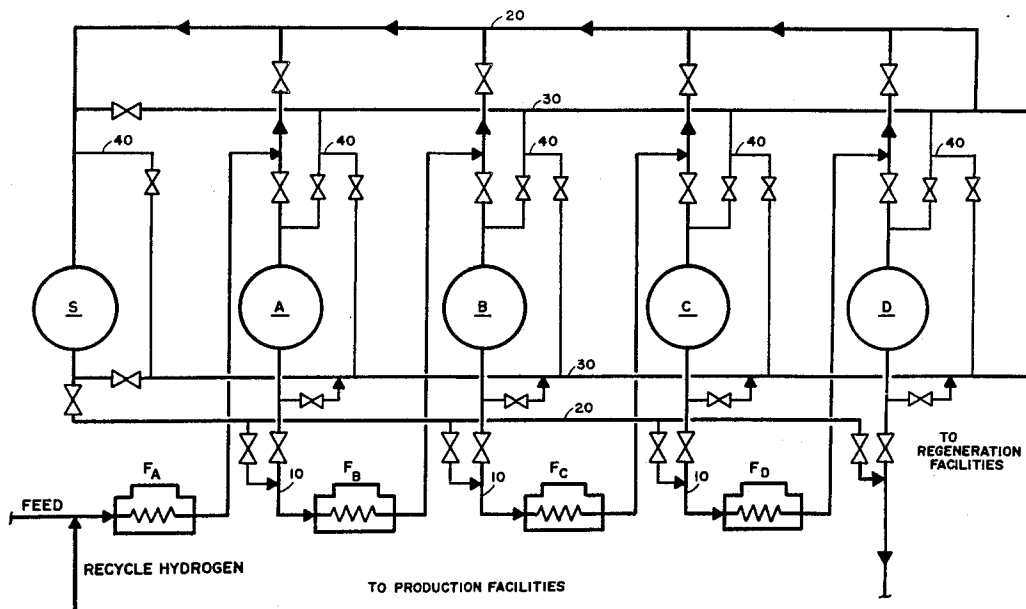 20
30
40
40
40
40
40
S
A
B
C
D
30
20
TO
REGENERATION
FACILITIES
FA
10
FB
10
FC
10
FD
FEED
RECYCLE HYDROGEN
TO PRODUCTION FACILITIES